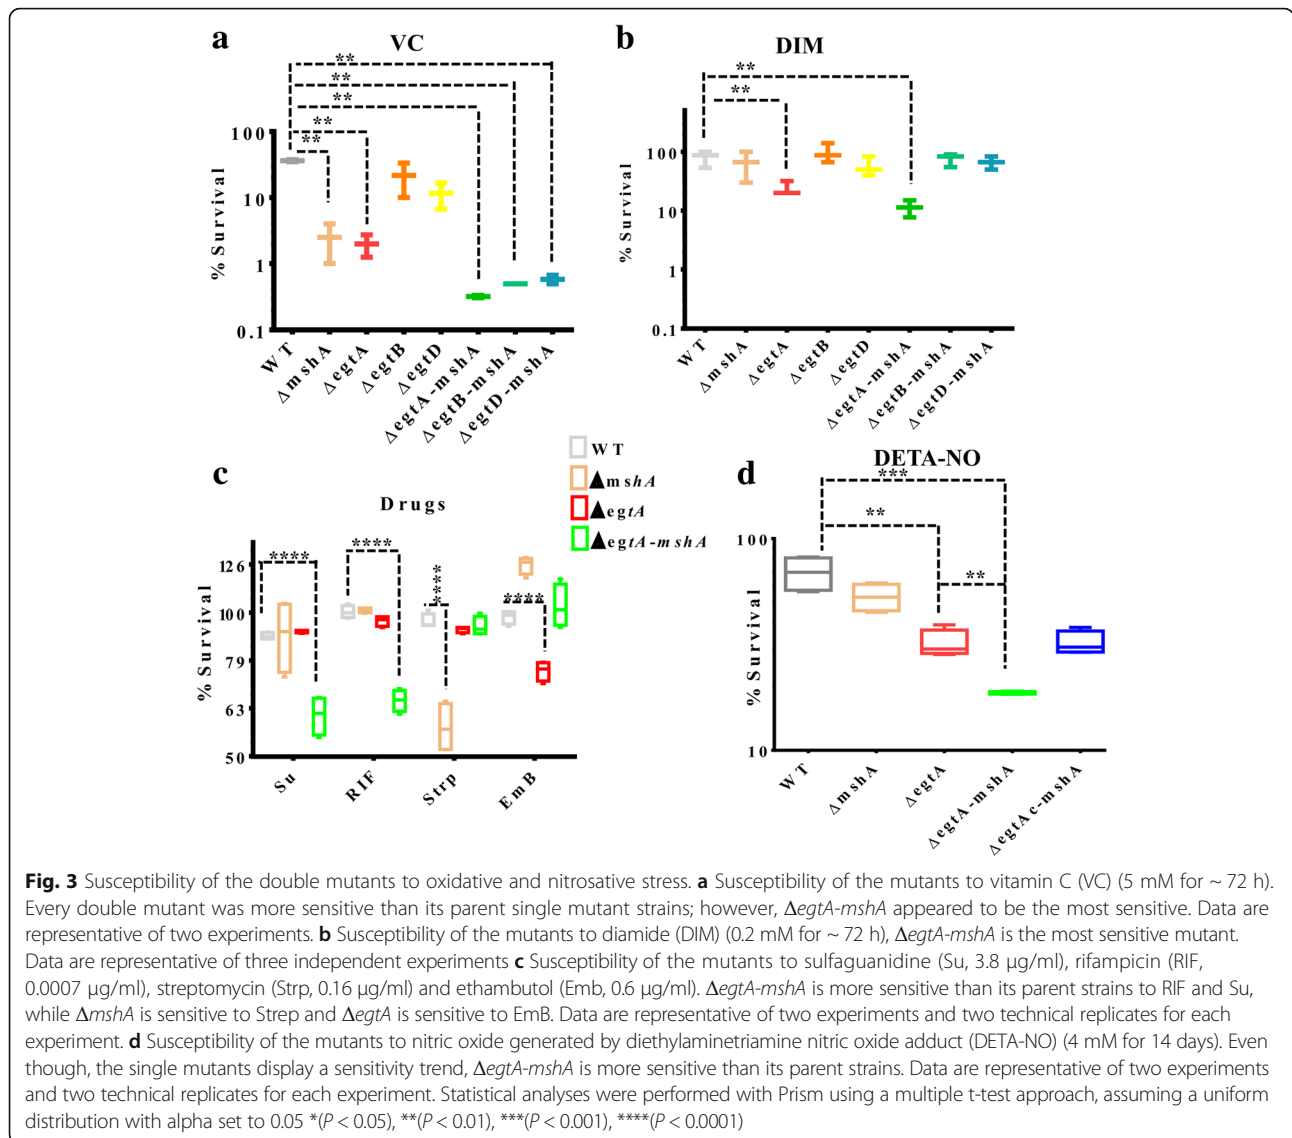 a
VC
**
**
**
**
**
% Survival
100
10
1
0.1
WT
ΔmshA
ΔegtA
ΔegtB
ΔegtD
ΔegtA-mshA
ΔegtB-mshA
ΔegtD-mshA
b
DIM
**
**
% Survival
100
10
1
0.1
WT
ΔmshA
ΔegtA
ΔegtB
ΔegtD
ΔegtA-mshA
ΔegtB-mshA
ΔegtD-mshA
c
Drugs
WT
▲mshA
▲egtA
▲egtA-mshA
****
****
****
****
% Survival
126
100
79
63
50
Su
RIF
Strp
EmB
d
DETA-NO
***
**
**
% Survival
100
10
WT
ΔmshA
ΔegtA
ΔegtA-mshA
ΔegtAc-mshA
Fig. 3 Susceptibility of the double mutants to oxidative and nitrosative stress. a Susceptibility of the mutants to vitamin C (VC) (5 mM for ~ 72 h).
Every double mutant was more sensitive than its parent single mutant strains; however, ΔegtA-mshA appeared to be the most sensitive. Data are
representative of two experiments. b Susceptibility of the mutants to diamide (DIM) (0.2 mM for ~ 72 h), ΔegtA-mshA is the most sensitive mutant.
Data are representative of three independent experiments c Susceptibility of the mutants to sulfaguanidine (Su, 3.8 μg/ml), rifampicin (RIF,
0.0007 μg/ml), streptomycin (Strp, 0.16 μg/ml) and ethambutol (Emb, 0.6 μg/ml). ΔegtA-mshA is more sensitive than its parent strains to RIF and Su,
while ΔmshA is sensitive to Strep and ΔegtA is sensitive to EmB. Data are representative of two experiments and two technical replicates for each
experiment. d Susceptibility of the mutants to nitric oxide generated by diethylaminetriamine nitric oxide adduct (DETA-NO) (4 mM for 14 days). Even
though, the single mutants display a sensitivity trend, ΔegtA-mshA is more sensitive than its parent strains. Data are representative of two experiments
and two technical replicates for each experiment. Statistical analyses were performed with Prism using a multiple t-test approach, assuming a uniform
distribution with alpha set to 0.05 *(P < 0.05), **(P < 0.01), ***(P < 0.001), ****(P < 0.0001)